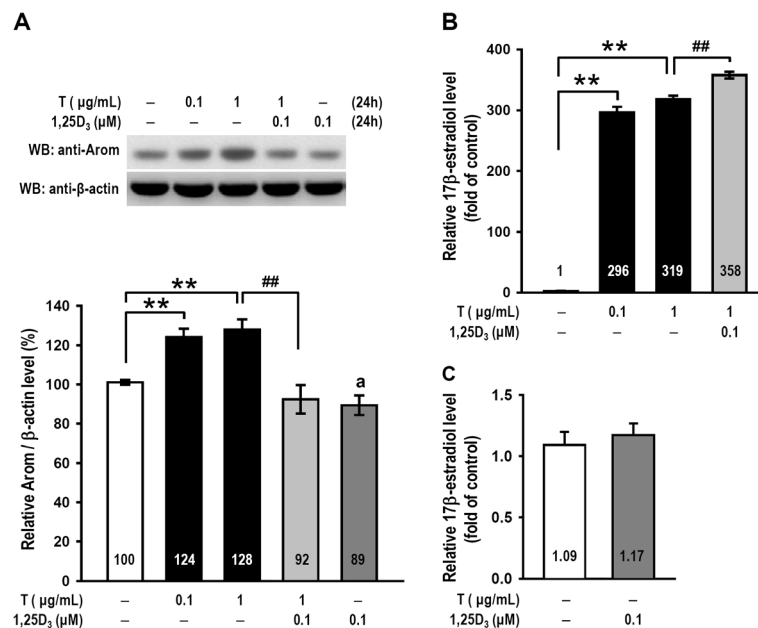 A
T ( μg/mL) – 0.1 1 1 – (24h)
1,25D₃ (μM) 0.1 0.1 (24h)
WB: anti-Arom
WB: anti-β-actin
Relative Arom / β-actin level (%)
140
120
100
80
60
40
20
0
** ** ## a
100 124 128 92 89
T ( μg/mL) – 0.1 1 1 –
1,25D₃ (μM) – – – 0.1 0.1
B
Relative 17β-estradiol level
(fold of control)
400
300
200
100
0
** ** ##
1 296 319 358
T ( μg/mL) – 0.1 1 1
1,25D₃ (μM) – – – 0.1
C
Relative 17β-estradiol level
(fold of control)
1.5
1.0
0.5
0.0
1.09 1.17
T ( μg/mL) – –
1,25D₃ (μM) – 0.1